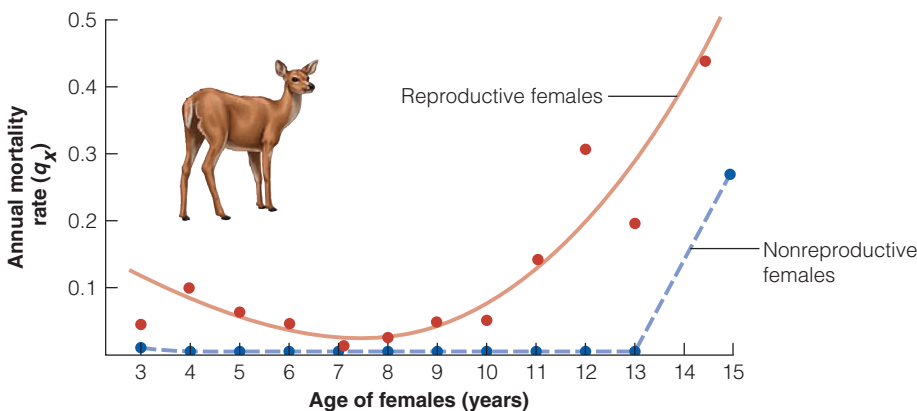 0.5
0.4
0.3
0.2
0.1
Annual mortality
rate (qx)
Reproductive females
Nonreproductive
females
3 4 5 6 7 8 9 10 11 12 13 14 15
Age of females (years)